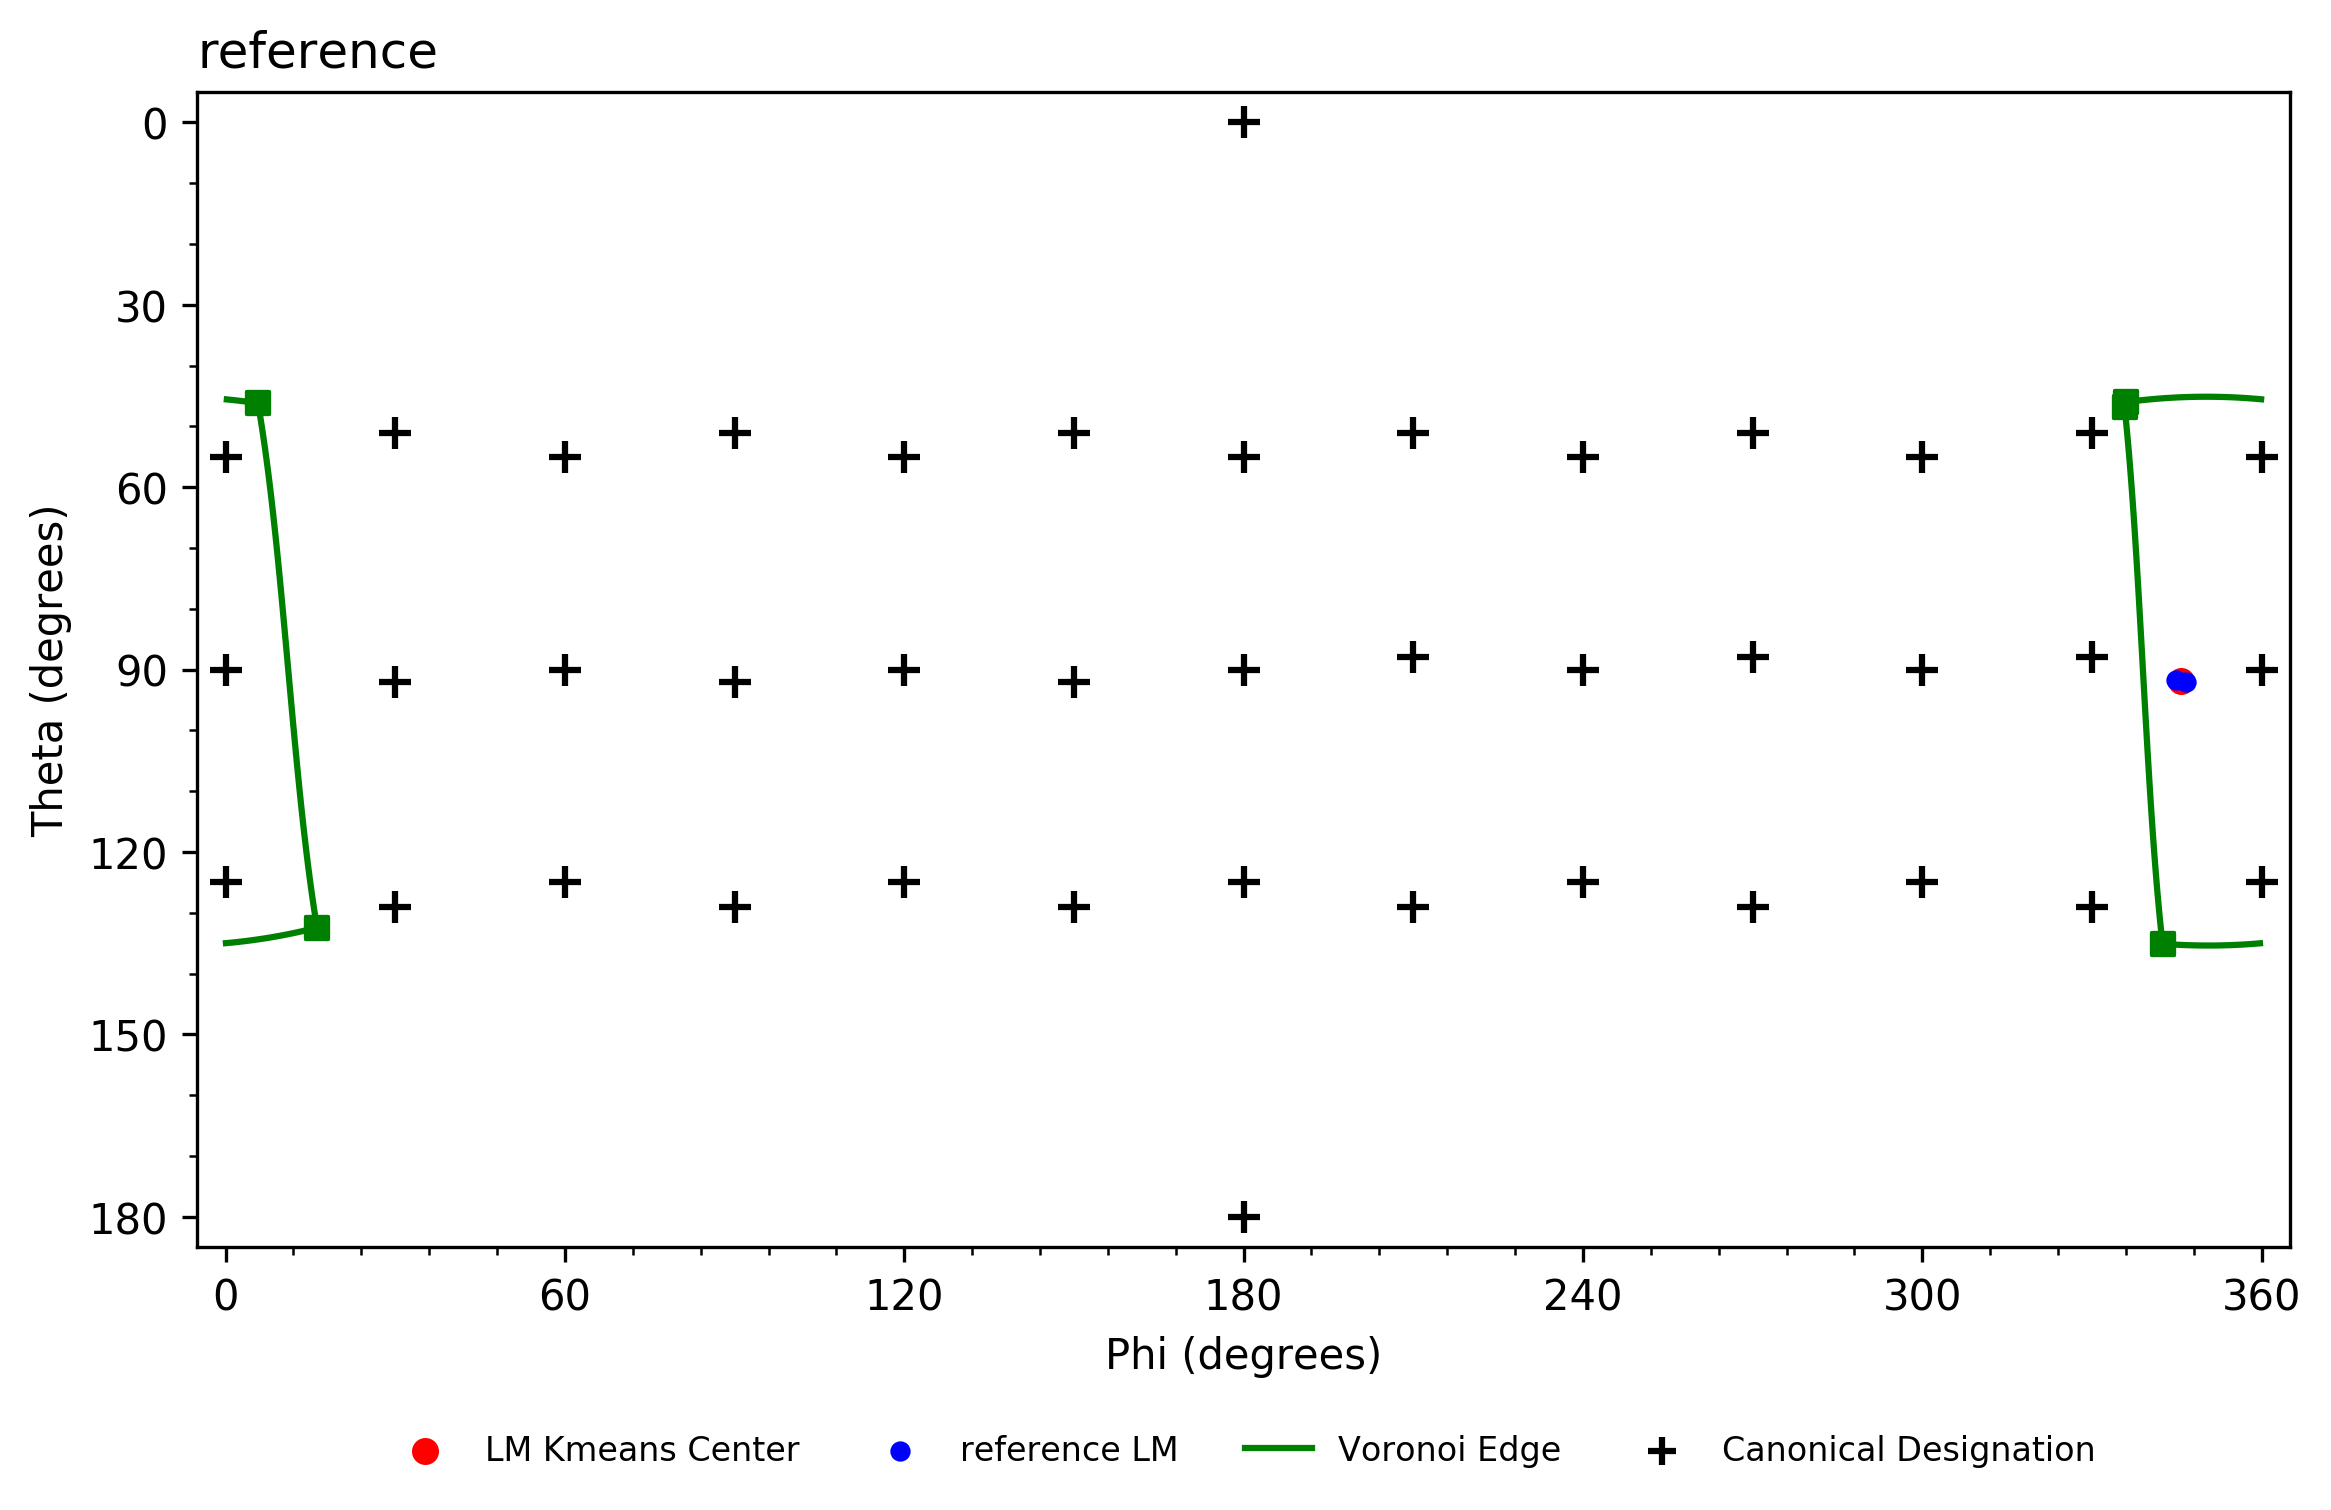 reference
0
30
60
90
120
150
180
Theta (degrees)
0 60 120 180 240 300 360
Phi (degrees)
LM Kmeans Center reference LM Voronoi Edge Canonical Designation